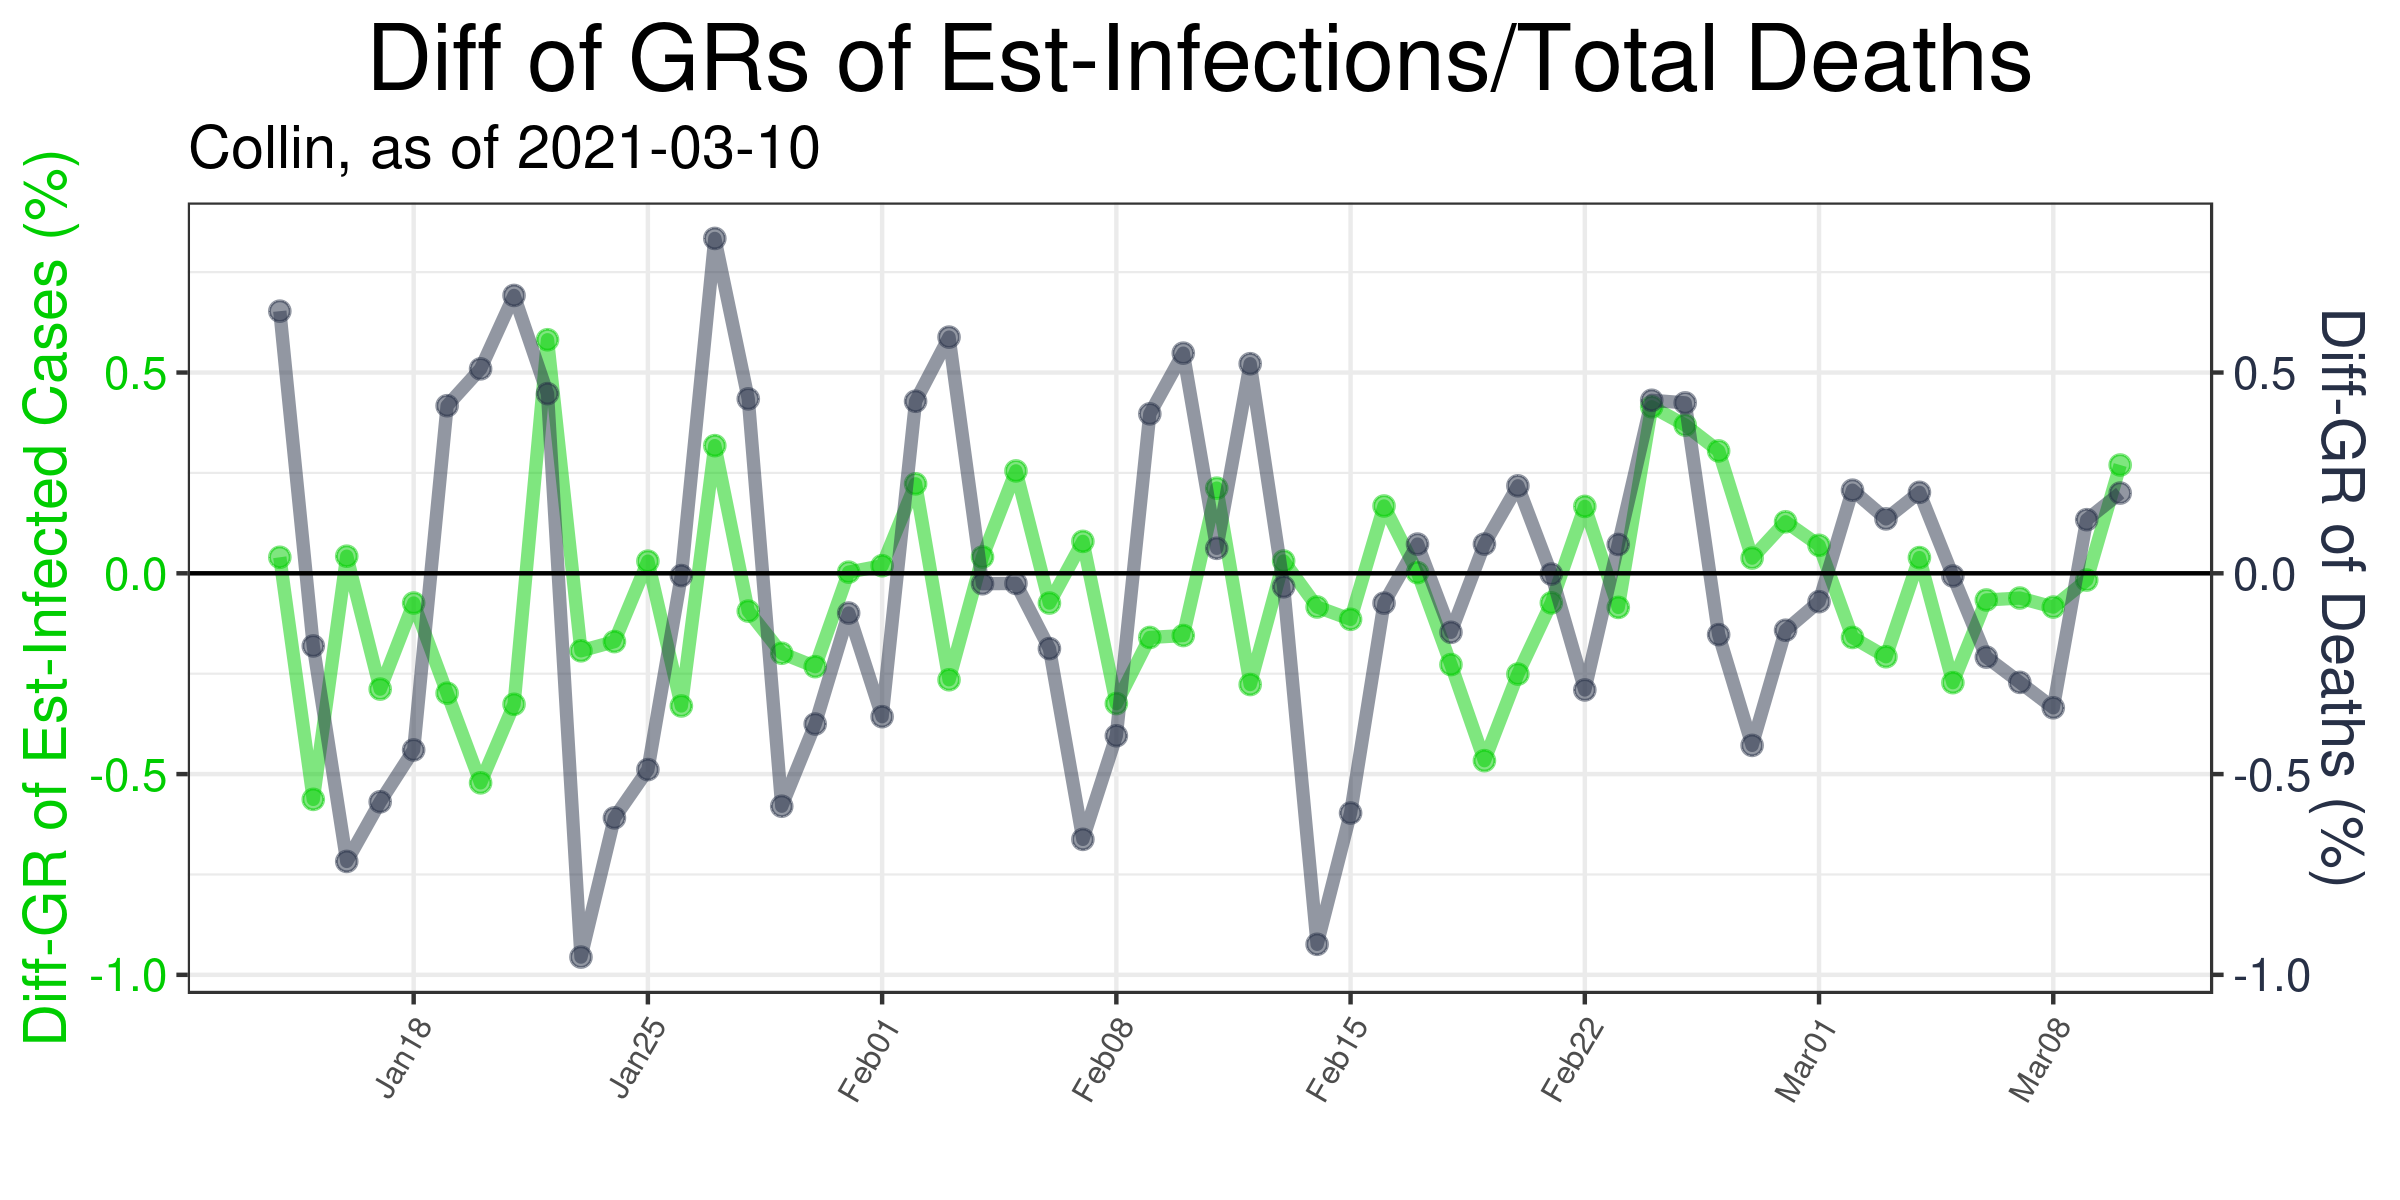 Diff of GRs of Est-Infections/Total Deaths
Collin, as of 2021-03-10
Diff-GR of Est-Infected Cases (%)
0.5
0.0
-0.5
-1.0
0.5
0.0
-0.5
-1.0
Diff-GR of Deaths (%)
Jan18
Jan25
Feb01
Feb08
Feb15
Feb22
Mar01
Mar08